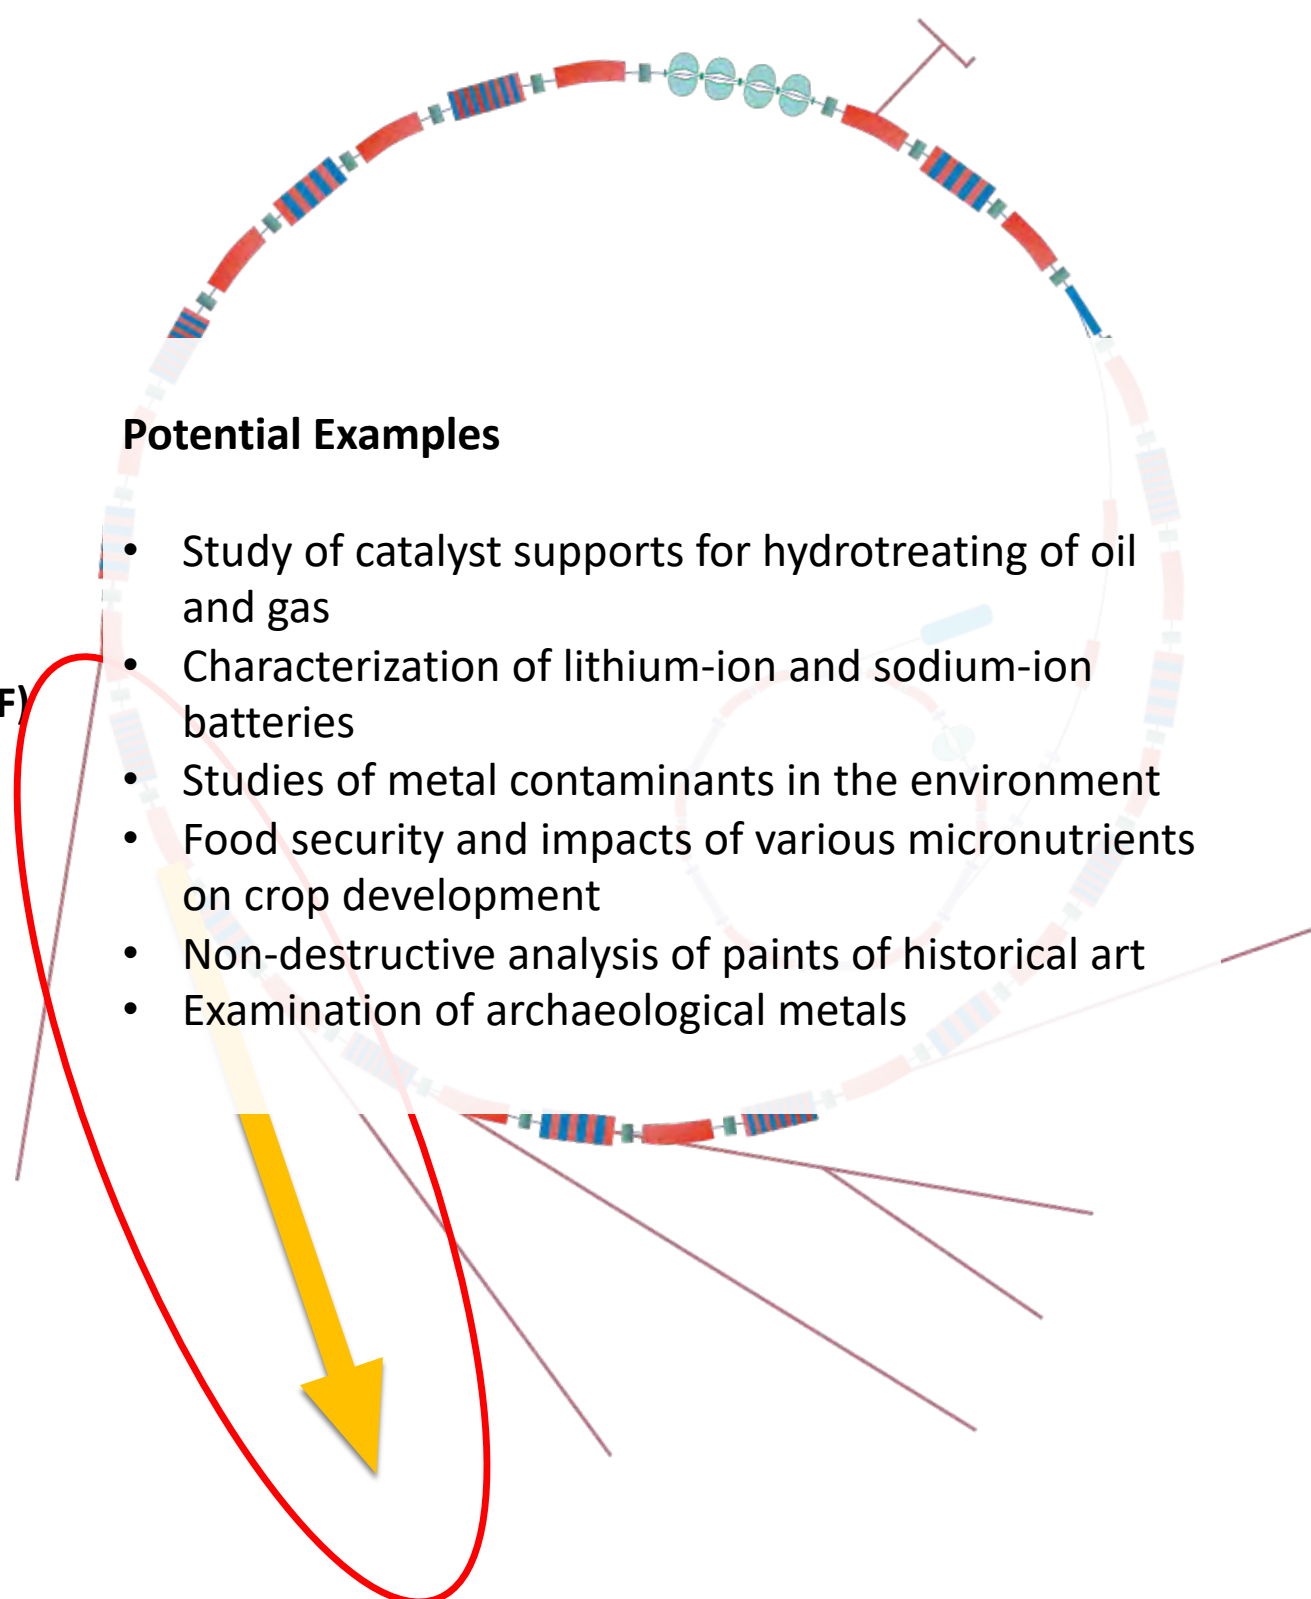 Potential Examples
• Study of catalyst supports for hydrotreating of oil
and gas
• Characterization of lithium-ion and sodium-ion
F)
batteries
• Studies of metal contaminants in the environment
• Food security and impacts of various micronutrients
on crop development
• Non-destructive analysis of paints of historical art
• Examination of archaeological metals